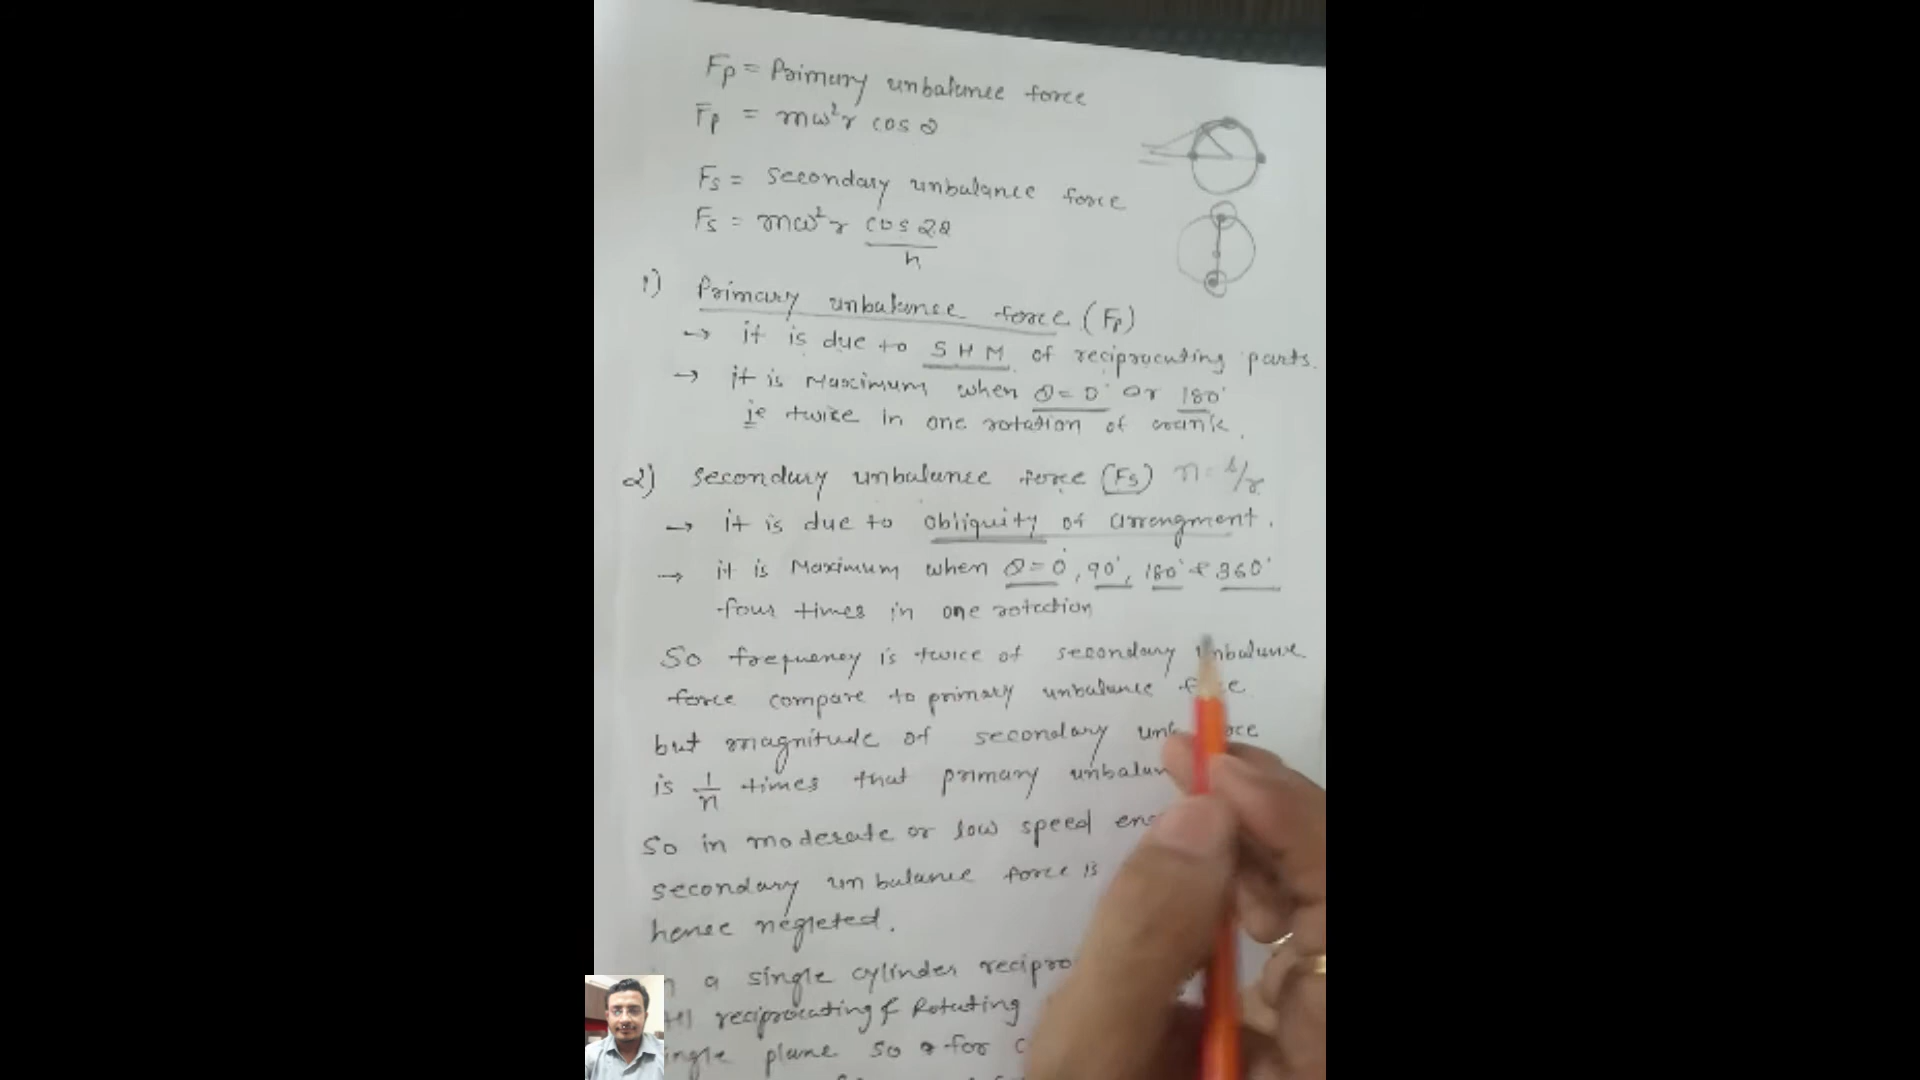 Fp = Primary unbalance force
Fp = mω²r cos θ
Fs = Secondary unbalance force
Fs = mω²r cos 2θ / n
1) Primary unbalance force (Fp)
→ it is due to SHM of reciprocating parts.
→ it is Maximum when θ = 0° or 180°
ie twice in one rotation of crank.
2) Secondary unbalance force (Fs) n = l/r
→ it is due to obliquity of arrengment.
→ it is Maximum when θ = 0°, 90°, 180° & 360°
four times in one rotation
So frequency is twice of secondary unbalance
force compare to primary unbalance
but magnitude of secondary
is 1/n times that primary
So in moderate or low speed
secondary unbalance force is
hence negleted.
a single cylinder
reciprocating & Rotating
plane so for